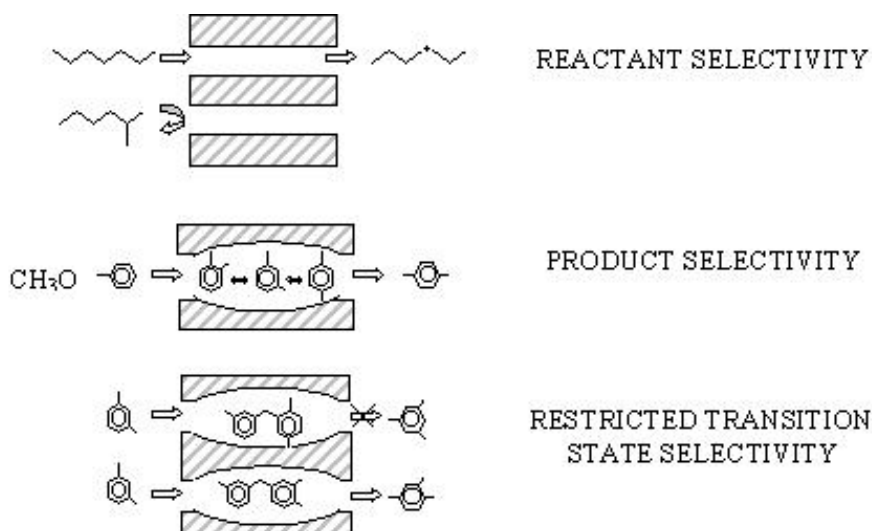 REACTANT SELECTIVITY
CH₃O
PRODUCT SELECTIVITY
RESTRICTED TRANSITION
STATE SELECTIVITY